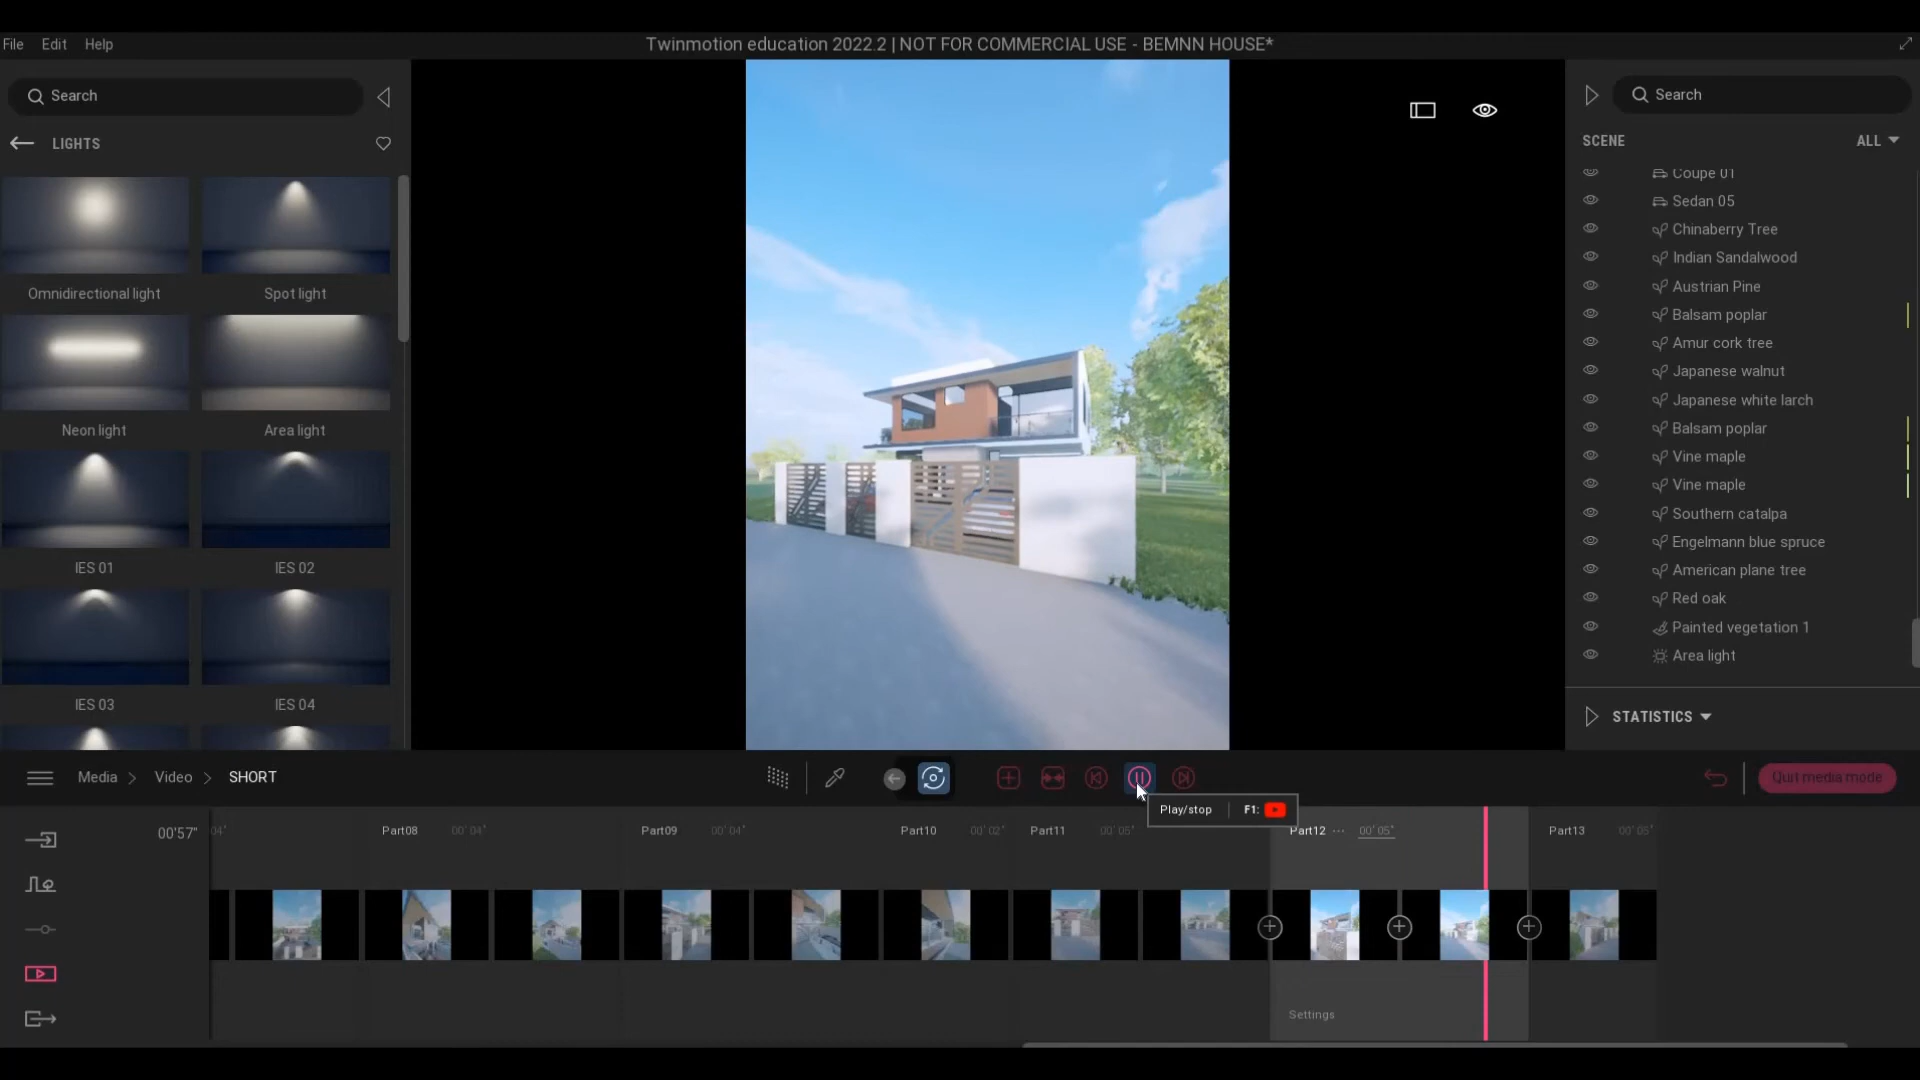 File Edit Help
Twinmotion education 2022.2 | NOT FOR COMMERCIAL USE - BEMNN HOUSE*
Search
LIGHTS
Omnidirectional light
Spot light
Neon light
Area light
IES 01
IES 02
IES 03
IES 04
Search
SCENE
ALL
Coupe 01
Sedan 05
Chinaberry Tree
Indian Sandalwood
Austrian Pine
Balsam poplar
Amur cork tree
Japanese walnut
Japanese white larch
Balsam poplar
Vine maple
Vine maple
Southern catalpa
Engelmann blue spruce
American plane tree
Red oak
Painted vegetation 1
Area light
STATISTICS
Media > Video > SHORT
Quit media mode
Play/stop | F1:
00'57"
04"
Part08 00'04"
Part09 00'04"
Part10 00'02"
Part11 00'05"
Part12 ... 00'05"
Part13 00'05"
Settings